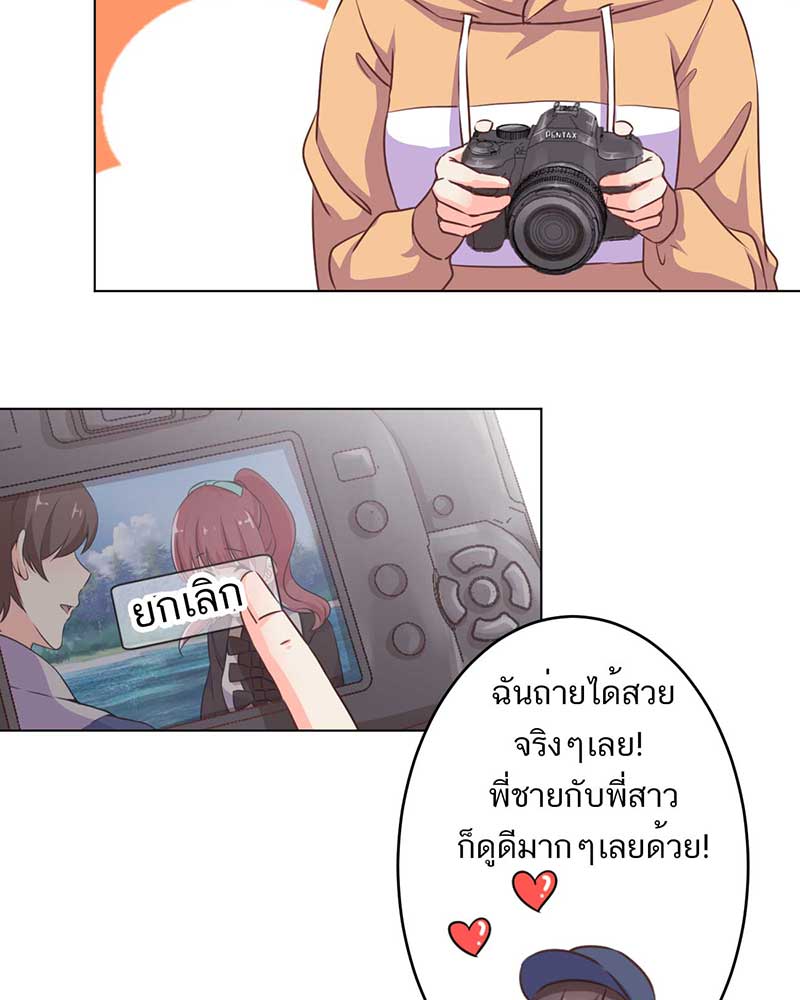 PENTAX
ยกเลิก
ฉันถ่ายได้สวย
จริงๆเลย!
พี่ชายกับพี่สาว
ก็ดูดีมากๆเลยด้วย!